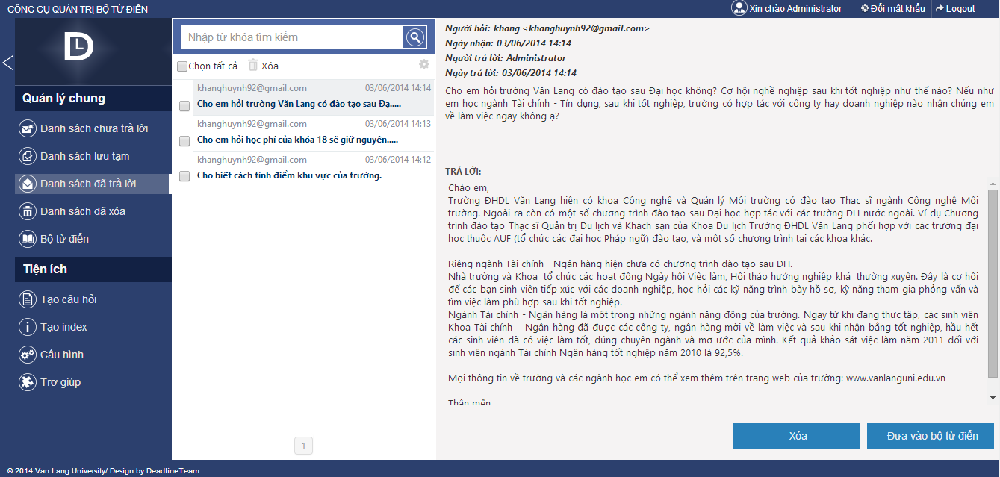 CÔNG CỤ QUẢN TRỊ BỘ TỪ ĐIỂN
Xin chào Administrator
Đổi mật khẩu
Logout
DL
Quản lý chung
Danh sách chưa trả lời
Danh sách lưu tạm
Danh sách đã trả lời
Danh sách đã xóa
Bộ từ điển
Tiện ích
Tạo câu hỏi
Tạo index
Cấu hình
Trợ giúp
Nhập từ khóa tìm kiếm
Chọn tất cả
Xóa
khanghuynh92@gmail.com 03/06/2014 14:14
Cho em hỏi trường Văn Lang có đào tạo sau Đạ.....
khanghuynh92@gmail.com 03/06/2014 14:13
Cho em hỏi học phí của khóa 18 sẽ giữ nguyên.....
khanghuynh92@gmail.com 03/06/2014 14:12
Cho biết cách tính điểm khu vực của trường.
1
Người hỏi: khang <khanghuynh92@gmail.com>
Ngày nhận: 03/06/2014 14:14
Người trả lời: Administrator
Ngày trả lời: 03/06/2014 14:14
Cho em hỏi trường Văn Lang có đào tạo sau Đại học không? Cơ hội nghề nghiệp sau khi tốt nghiệp như thế nào? Nếu như
em học ngành Tài chính - Tín dụng, sau khi tốt nghiệp, trường có hợp tác với công ty hay doanh nghiệp nào nhận chúng em
về làm việc ngay không ạ?
TRẢ LỜI:
Chào em,
Trường ĐHDL Văn Lang hiện có khoa Công nghệ và Quản lý Môi trường có đào tạo Thạc sĩ ngành Công nghệ Môi
trường. Ngoài ra còn có một số chương trình đào tạo sau Đại học hợp tác với các trường ĐH nước ngoài. Ví dụ Chương
trình đào tạo Thạc sĩ Quản trị Du lịch và Khách sạn của Khoa Du lịch Trường ĐHDL Văn Lang phối hợp với các trường đại
học thuộc AUF (tổ chức các đại học Pháp ngữ) đào tạo, và một số chương trình tại các khoa khác.
Riêng ngành Tài chính - Ngân hàng hiện chưa có chương trình đào tạo sau ĐH.
Nhà trường và Khoa tổ chức các hoạt động Ngày hội Việc làm, Hội thảo hướng nghiệp khá thường xuyên. Đây là cơ hội
để các bạn sinh viên tiếp xúc với các doanh nghiệp, học hỏi các kỹ năng trình bày hồ sơ, kỹ năng tham gia phỏng vấn và
tìm việc làm phù hợp sau khi tốt nghiệp.
Ngành Tài chính - Ngân hàng là một trong những ngành năng động của trường. Ngay từ khi đang thực tập, các sinh viên
Khoa Tài chính – Ngân hàng đã được các công ty, ngân hàng mời về làm việc và sau khi nhận bằng tốt nghiệp, hầu hết
các sinh viên đã có việc làm tốt, đúng chuyên ngành và mơ ước của mình. Kết quả khảo sát việc làm năm 2011 đối với
sinh viên ngành Tài chính Ngân hàng tốt nghiệp năm 2010 là 92,5%.
Mọi thông tin về trường và các ngành học em có thể xem thêm trên trang web của trường: www.vanlanguni.edu.vn
Thân mến
Xóa
Đưa vào bộ từ điển
© 2014 Van Lang University/ Design by DeadlineTeam